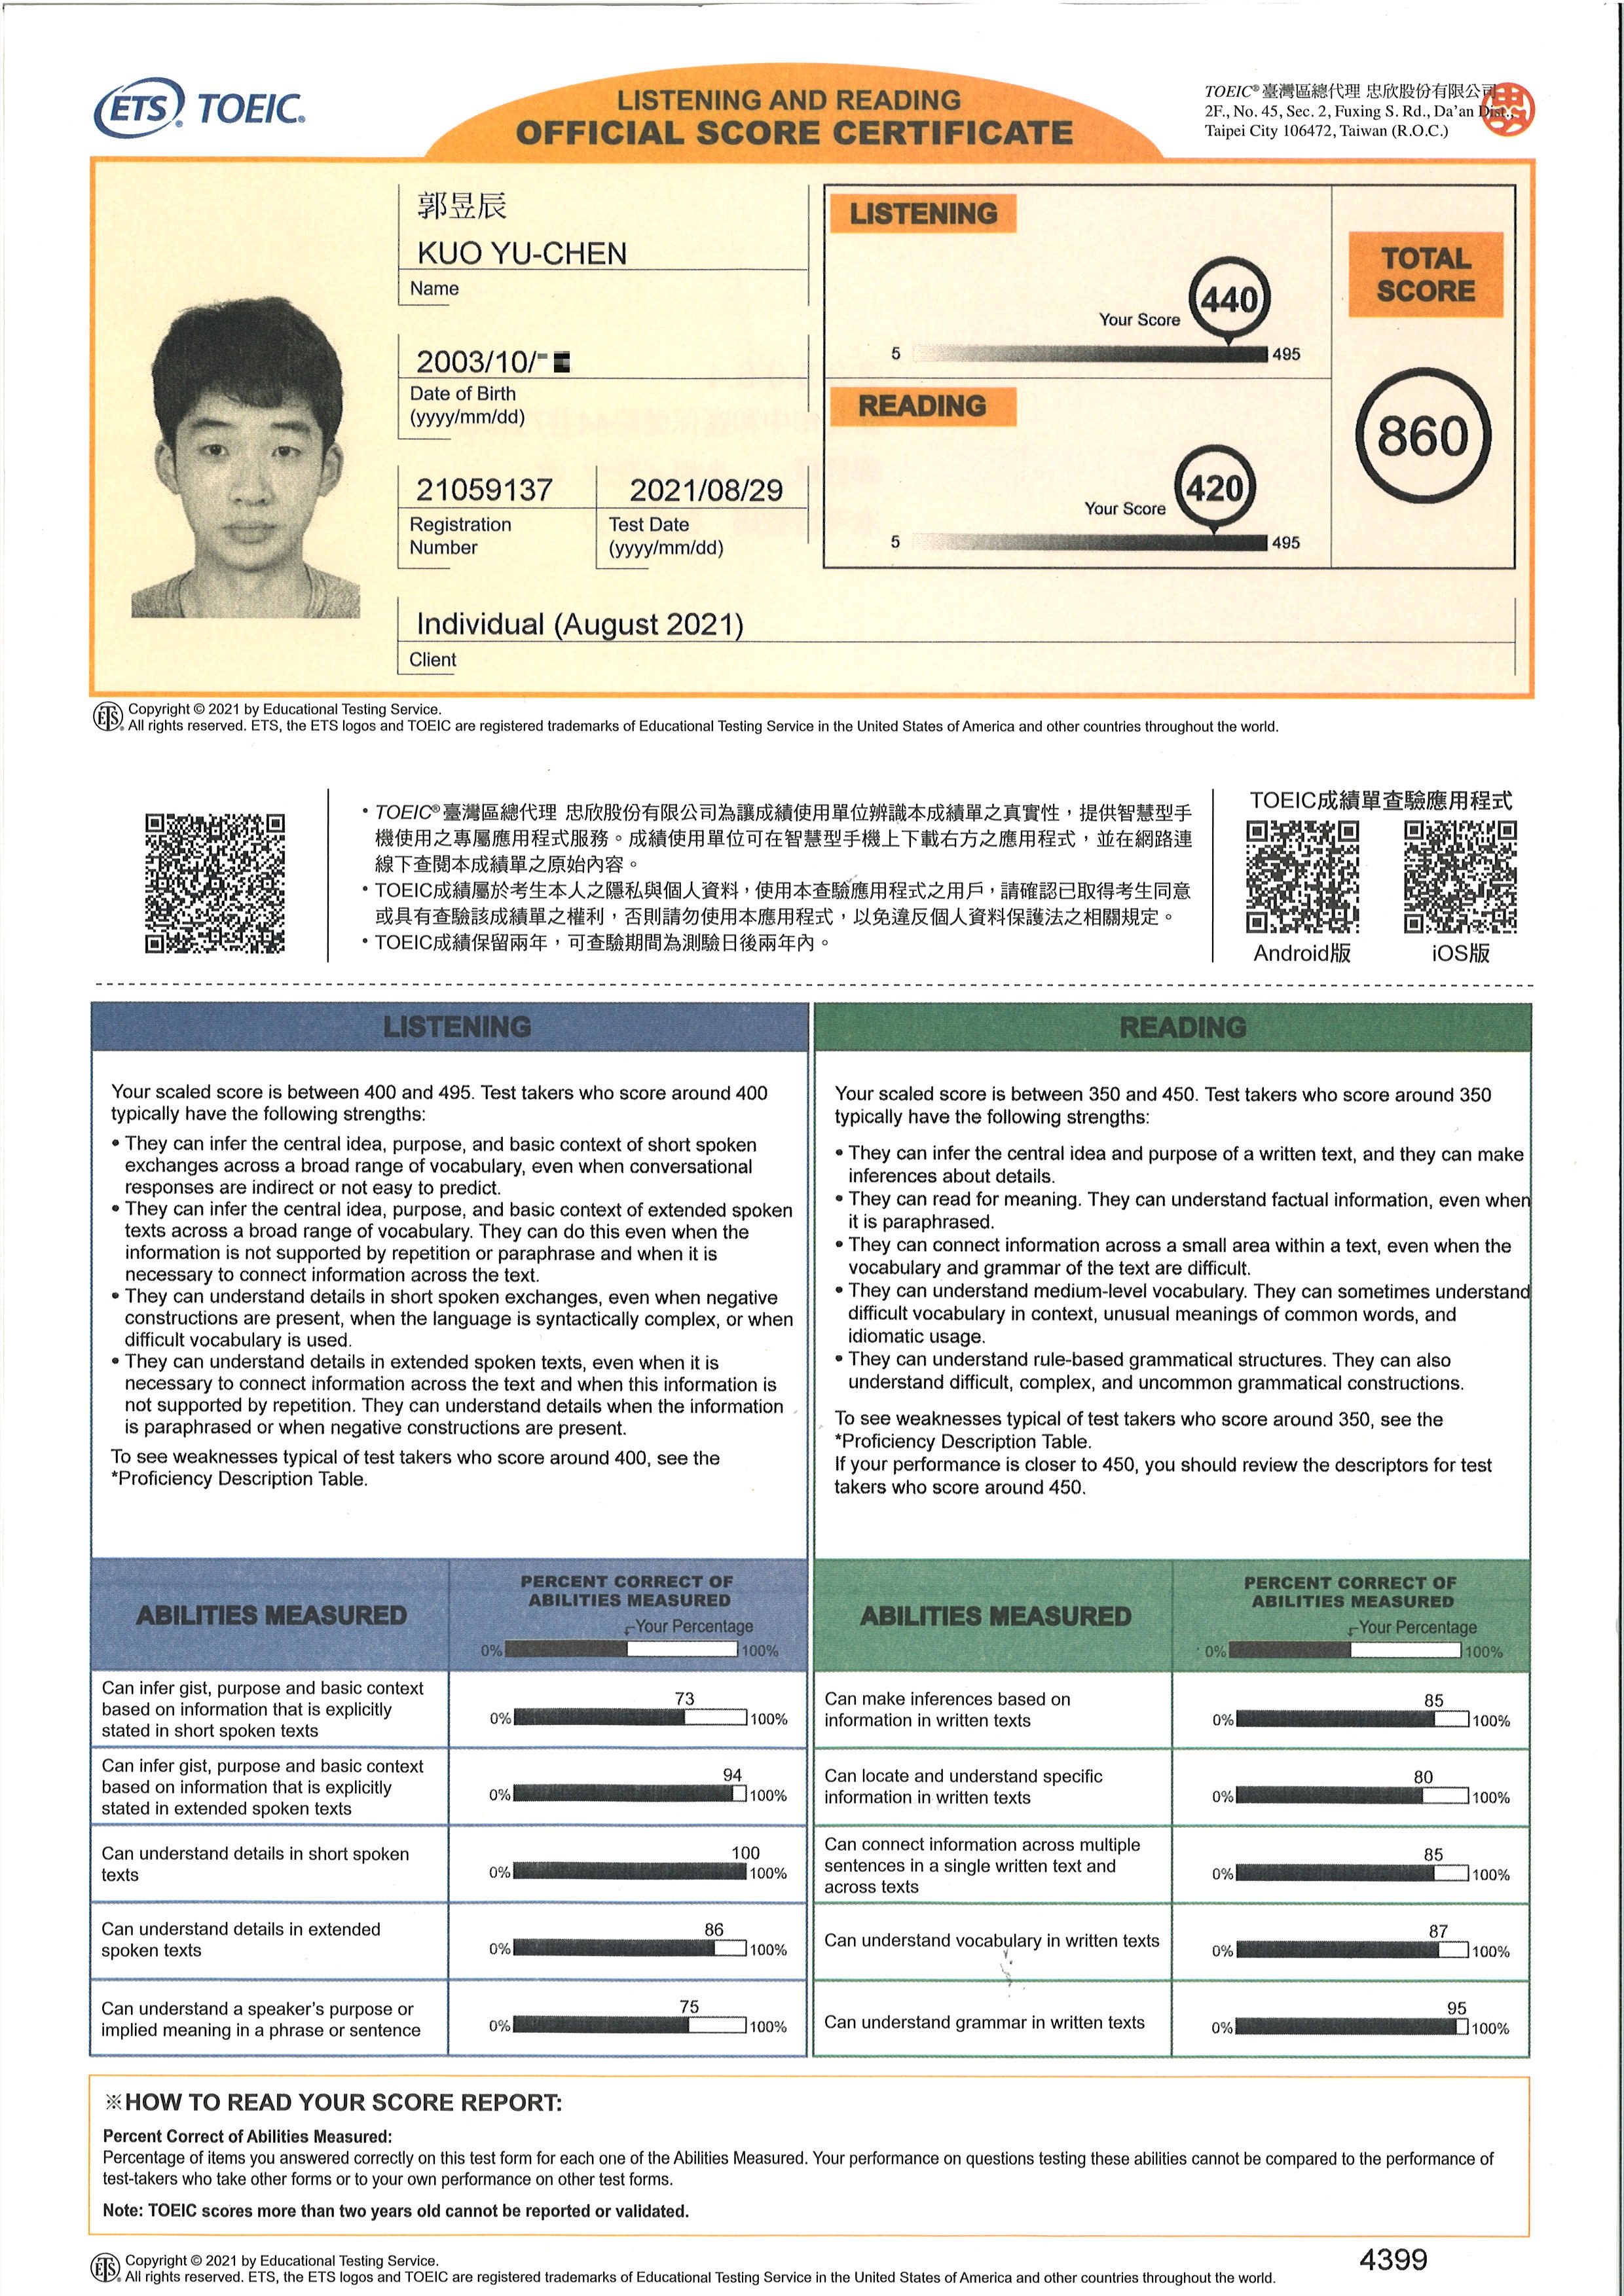 ETS® TOEIC®
LISTENING AND READING
OFFICIAL SCORE CERTIFICATE
TOEIC®臺灣區總代理 忠欣股份有限公司
2F., No. 45, Sec. 2, Fuxing S. Rd., Da'an Dist.,
Taipei City 106472, Taiwan (R.O.C.)
郭昱辰
KUO YU-CHEN
Name
2003/10/
Date of Birth
(yyyy/mm/dd)
21059137
Registration
Number
2021/08/29
Test Date
(yyyy/mm/dd)
Individual (August 2021)
Client
LISTENING
Your Score 440
5 495
READING
Your Score 420
5 495
TOTAL
SCORE
860
Copyright © 2021 by Educational Testing Service.
All rights reserved. ETS, the ETS logos and TOEIC are registered trademarks of Educational Testing Service in the United States of America and other countries throughout the world.
• TOEIC®臺灣區總代理 忠欣股份有限公司為讓成績使用單位辨識本成績單之真實性，提供智慧型手
機使用之專屬應用程式服務。成績使用單位可在智慧型手機上下載右方之應用程式，並在網路連
線下查閱本成績單之原始內容。
• TOEIC成績屬於考生本人之隱私與個人資料，使用本查驗應用程式之用戶，請確認已取得考生同意
或具有查驗該成績單之權利，否則請勿使用本應用程式，以免違反個人資料保護法之相關規定。
• TOEIC成績保留兩年，可查驗期間為測驗日後兩年內。
TOEIC成績單查驗應用程式
Android版
iOS版
LISTENING
Your scaled score is between 400 and 495. Test takers who score around 400
typically have the following strengths:
• They can infer the central idea, purpose, and basic context of short spoken
exchanges across a broad range of vocabulary, even when conversational
responses are indirect or not easy to predict.
• They can infer the central idea, purpose, and basic context of extended spoken
texts across a broad range of vocabulary. They can do this even when the
information is not supported by repetition or paraphrase and when it is
necessary to connect information across the text.
• They can understand details in short spoken exchanges, even when negative
constructions are present, when the language is syntactically complex, or when
difficult vocabulary is used.
• They can understand details in extended spoken texts, even when it is
necessary to connect information across the text and when this information is
not supported by repetition. They can understand details when the information
is paraphrased or when negative constructions are present.
To see weaknesses typical of test takers who score around 400, see the
*Proficiency Description Table.
READING
Your scaled score is between 350 and 450. Test takers who score around 350
typically have the following strengths:
• They can infer the central idea and purpose of a written text, and they can make
inferences about details.
• They can read for meaning. They can understand factual information, even when
it is paraphrased.
• They can connect information across a small area within a text, even when the
vocabulary and grammar of the text are difficult.
• They can understand medium-level vocabulary. They can sometimes understand
difficult vocabulary in context, unusual meanings of common words, and
idiomatic usage.
• They can understand rule-based grammatical structures. They can also
understand difficult, complex, and uncommon grammatical constructions.
To see weaknesses typical of test takers who score around 350, see the
*Proficiency Description Table.
If your performance is closer to 450, you should review the descriptors for test
takers who score around 450.
ABILITIES MEASURED
PERCENT CORRECT OF
ABILITIES MEASURED
Your Percentage
0% 100%
Can infer gist, purpose and basic context
based on information that is explicitly
stated in short spoken texts
73
0% 100%
Can infer gist, purpose and basic context
based on information that is explicitly
stated in extended spoken texts
94
0% 100%
Can understand details in short spoken
texts
100
0% 100%
Can understand details in extended
spoken texts
86
0% 100%
Can understand a speaker's purpose or
implied meaning in a phrase or sentence
75
0% 100%
ABILITIES MEASURED
PERCENT CORRECT OF
ABILITIES MEASURED
Your Percentage
0% 100%
Can make inferences based on
information in written texts
85
0% 100%
Can locate and understand specific
information in written texts
80
0% 100%
Can connect information across multiple
sentences in a single written text and
across texts
85
0% 100%
Can understand vocabulary in written texts
87
0% 100%
Can understand grammar in written texts
95
0% 100%
※HOW TO READ YOUR SCORE REPORT:
Percent Correct of Abilities Measured:
Percentage of items you answered correctly on this test form for each one of the Abilities Measured. Your performance on questions testing these abilities cannot be compared to the performance of
test-takers who take other forms or to your own performance on other test forms.
Note: TOEIC scores more than two years old cannot be reported or validated.
Copyright © 2021 by Educational Testing Service.
All rights reserved. ETS, the ETS logos and TOEIC are registered trademarks of Educational Testing Service in the United States of America and other countries throughout the world.
4399